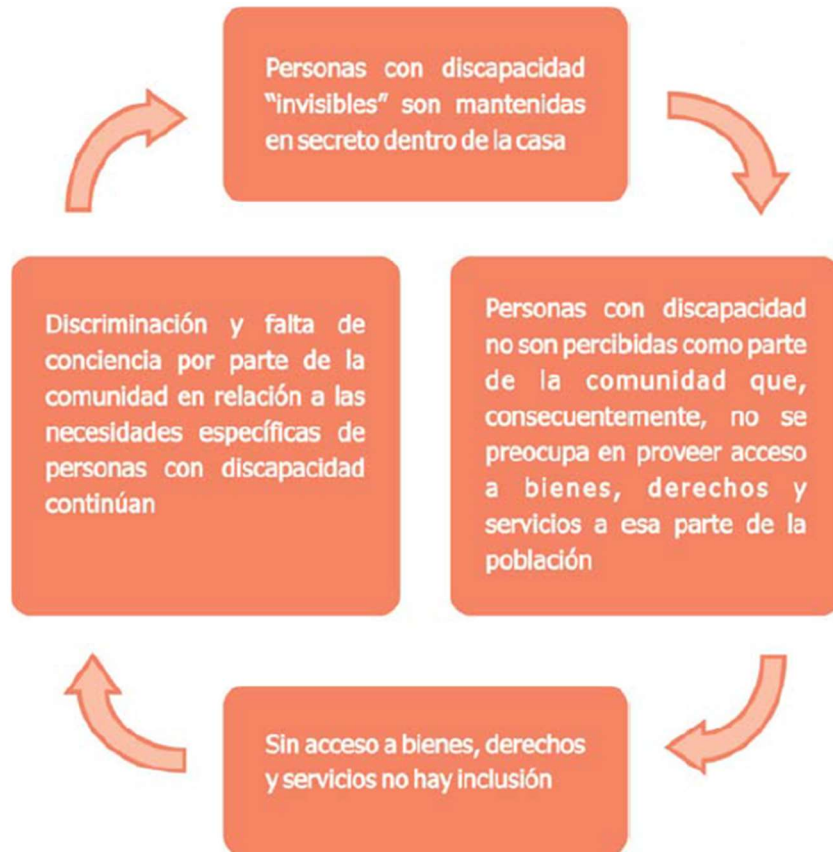 Personas con discapacidad
"invisibles" son mantenidas
en secreto dentro de la casa
Personas con discapacidad
no son percibidas como parte
de la comunidad que,
consecuentemente, no se
preocupa en proveer acceso
a bienes, derechos y
servicios a esa parte de la
población
Sin acceso a bienes, derechos
y servicios no hay inclusión
Discriminación y falta de
conciencia por parte de la
comunidad en relación a las
necesidades específicas de
personas con discapacidad
continúan